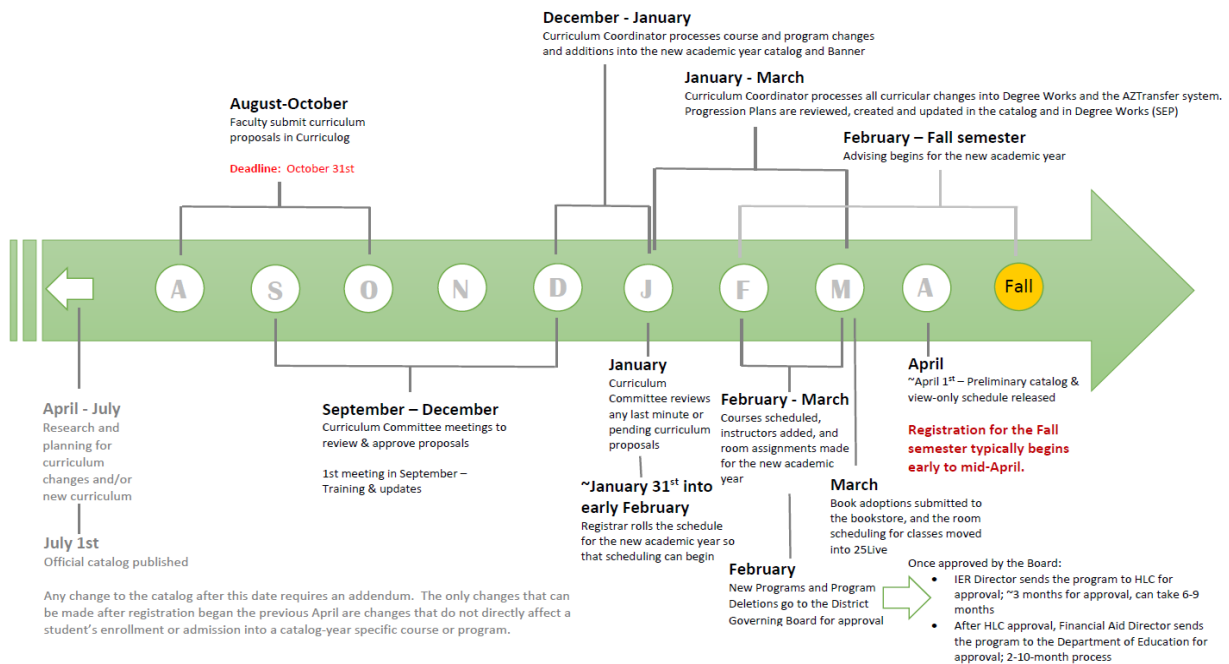 December - January
Curriculum Coordinator processes course and program changes
and additions into the new academic year catalog and Banner
January - March
Curriculum Coordinator processes all curricular changes into Degree Works and the AZTransfer system.
Progression Plans are reviewed, created and updated in the catalog and in Degree Works (SEP)
August-October
Faculty submit curriculum
proposals in Curriculog
Deadline: October 31st
February – Fall semester
Advising begins for the new academic year
A
S
O
N
D
J
F
M
A
Fall
April - July
Research and
planning for
curriculum
changes and/or
new curriculum
July 1st
Official catalog published
Any change to the catalog after this date requires an addendum. The only changes that can
be made after registration began the previous April are changes that do not directly affect a
student's enrollment or admission into a catalog-year specific course or program.
September – December
Curriculum Committee meetings to
review & approve proposals
1st meeting in September –
Training & updates
January
Curriculum
Committee reviews
any last minute or
pending curriculum
proposals
~January 31st into
early February
Registrar rolls the schedule
for the new academic year so
that scheduling can begin
February - March
Courses scheduled,
instructors added, and
room assignments made
for the new academic
year
February
New Programs and Program
Deletions go to the District
Governing Board for approval
March
Book adoptions submitted to
the bookstore, and the room
scheduling for classes moved
into 25Live
April
~April 1st – Preliminary catalog &
view-only schedule released
Registration for the Fall
semester typically begins
early to mid-April.
Once approved by the Board:
• IER Director sends the program to HLC for
approval; ~3 months for approval, can take 6-9
months
• After HLC approval, Financial Aid Director sends
the program to the Department of Education for
approval; 2-10-month process